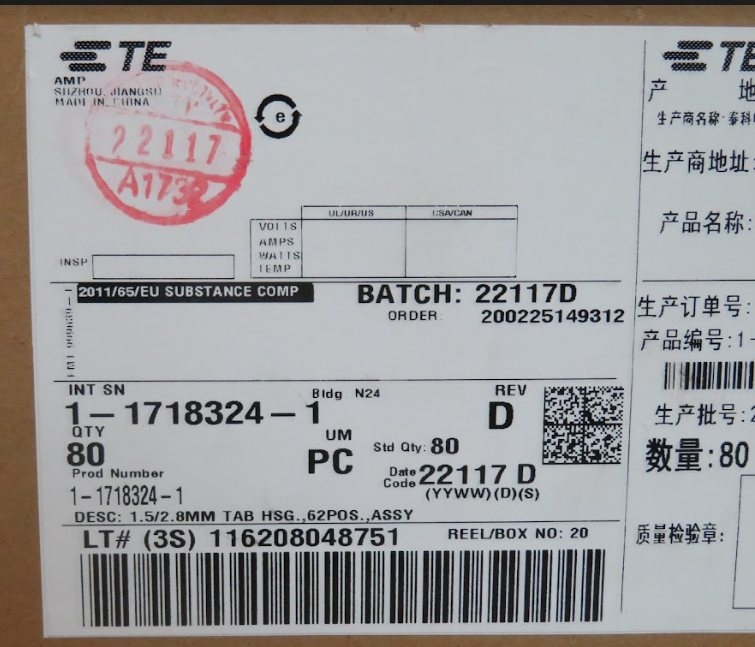 TE
AMP
SUZHOU, JIANGSU
MADE IN CHINA
22117
A1732
e
UL/UR/US CSA/CAN
VOLTS
AMPS
WATTS
TEMP
INSP
2011/65/EU SUBSTANCE COMP
BATCH: 22117D
ORDER 200225149312
INT SN
Bldg N24
REV
1-1718324-1
D
QTY
UM
80
PC
Std Qty: 80
Prod Number
Date Code 22117 D
1-1718324-1
(YYWW)(D)(S)
DESC: 1.5/2.8MM TAB HSG.,62POS.,ASSY
LT# (3S) 116208048751
REEL/BOX NO: 20
TE
产 地
生产商名称:泰科
生产商地址:
产品名称:
生产订单号:
产品编号:1-
生产批号:2
数量:80
质量检验章: